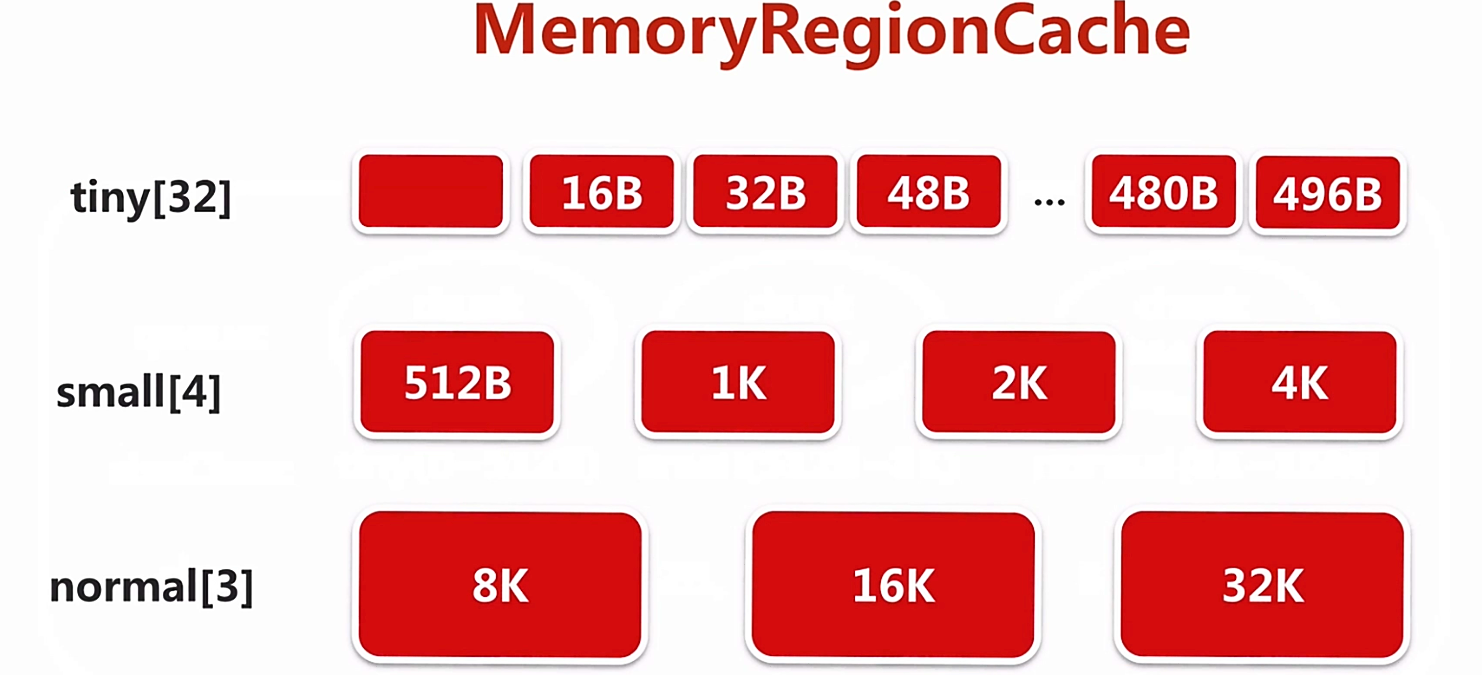 MemoryRegionCache
tiny[32] 16B 32B 48B ... 480B 496B
small[4] 512B 1K 2K 4K
normal[3] 8K 16K 32K